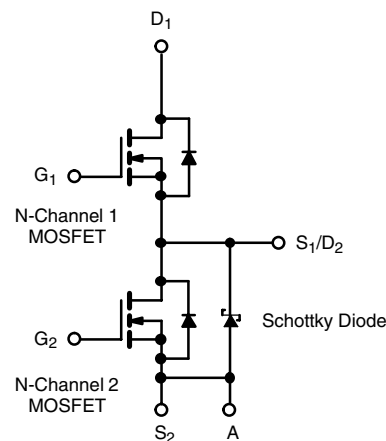 D1
G1
N-Channel 1
MOSFET
S1/D2
Schottky Diode
G2
N-Channel 2
MOSFET
S2
A